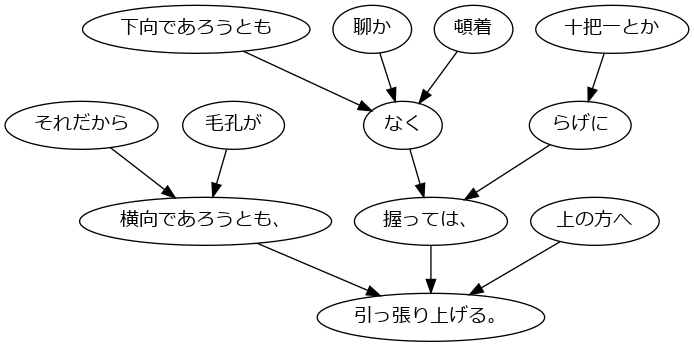 下向であろうとも
聊か
頓着
十把一とか
それだから
毛孔が
なく
らげに
横向であろうとも、
握っては、
上の方へ
引っ張り上げる。